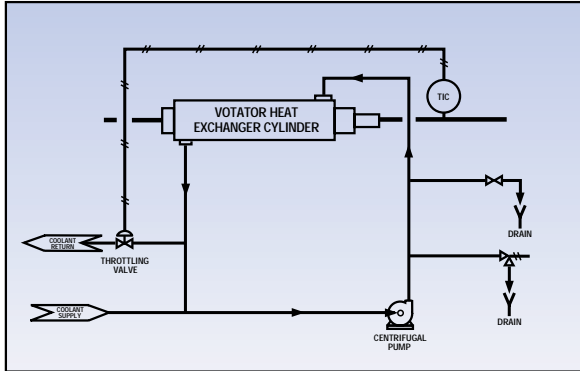 TIC
VOTATOR HEAT
EXCHANGER CYLINDER
DRAIN
COOLANT
RETURN
THROTTLING
VALVE
COOLANT
SUPPLY
DRAIN
CENTRIFUGAL
PUMP